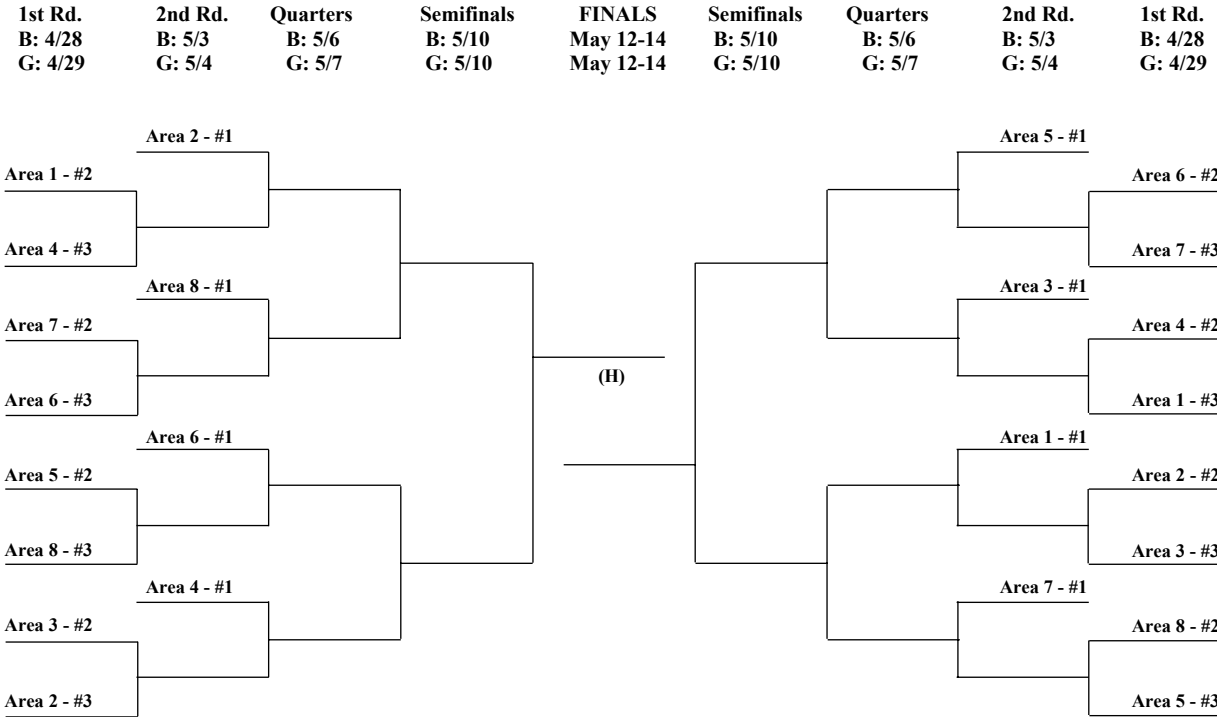 1st Rd. 2nd Rd. Quarters Semifinals FINALS Semifinals Quarters 2nd Rd. 1st Rd.
B: 4/28 B: 5/3 B: 5/6 B: 5/10 May 12-14 B: 5/10 B: 5/6 B: 5/3 B: 4/28
G: 4/29 G: 5/4 G: 5/7 G: 5/10 May 12-14 G: 5/10 G: 5/7 G: 5/4 G: 4/29
Area 2 - #1 Area 5 - #1
Area 1 - #2 Area 6 - #2
Area 4 - #3 Area 7 - #3
Area 8 - #1 Area 3 - #1
Area 7 - #2 Area 4 - #2
(H)
Area 6 - #3 Area 1 - #3
Area 6 - #1 Area 1 - #1
Area 5 - #2 Area 2 - #2
Area 8 - #3 Area 3 - #3
Area 4 - #1 Area 7 - #1
Area 3 - #2 Area 8 - #2
Area 2 - #3 Area 5 - #3